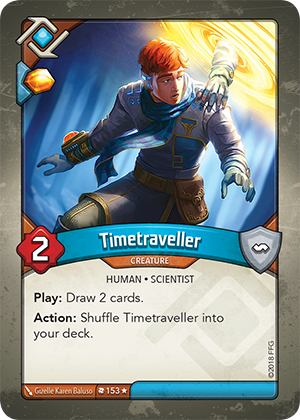 Timetraveller
CREATURE
2
HUMAN • SCIENTIST
Play: Draw 2 cards.
Action: Shuffle Timetraveller into
your deck.
Gizelle Karen Baluso
153★
©2018 FFG